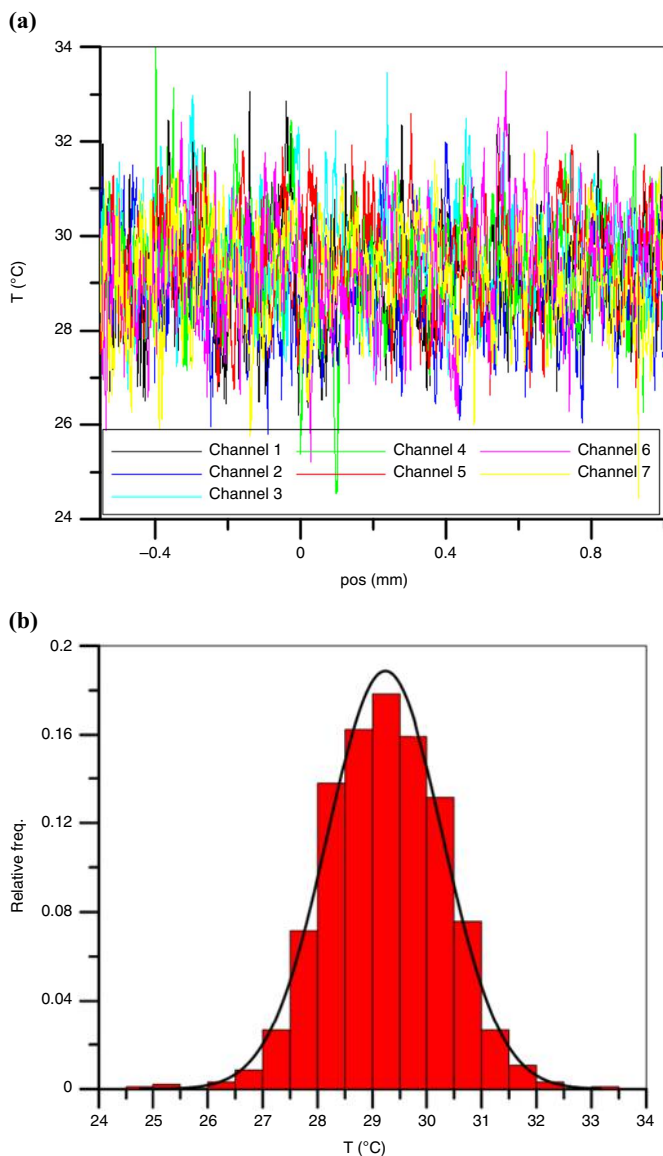 (a)
34
32
30
28
26
24
T (°C)
Channel 1
Channel 4
Channel 6
Channel 2
Channel 5
Channel 7
Channel 3
–0.4
0
0.4
0.8
pos (mm)
(b)
0.2
0.16
0.12
0.08
0.04
0
Relative freq.
24
25
26
27
28
29
30
31
32
33
34
T (°C)